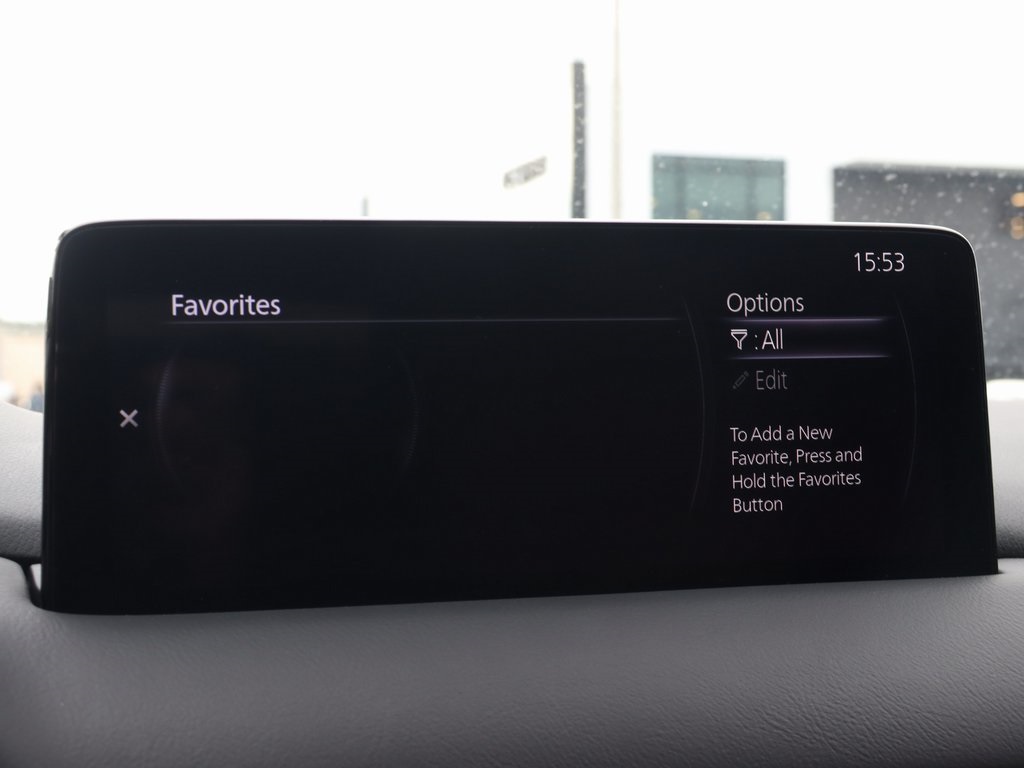 15:53
Favorites
Options
: All
Edit
To Add a New
Favorite, Press and
Hold the Favorites
Button